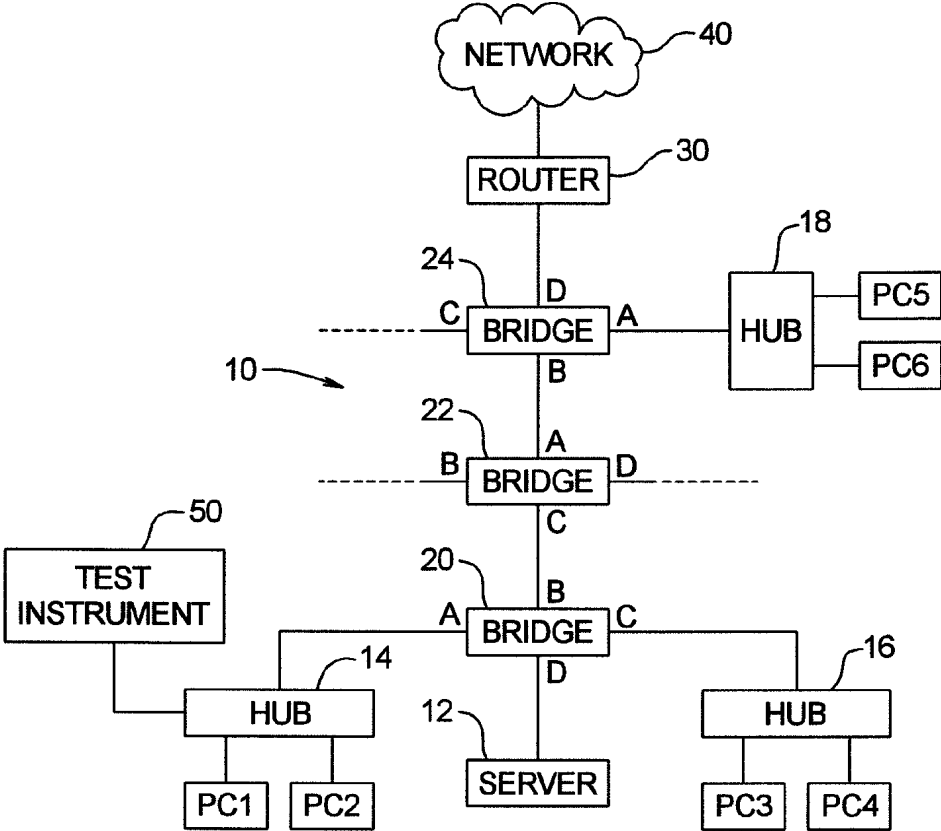 40
NETWORK
30
ROUTER
18
24
D
C
BRIDGE
A
HUB
PC5
B
PC6
10
22
A
B
BRIDGE
D
C
50
TEST
INSTRUMENT
20
B
A
BRIDGE
C
D
14
16
HUB
12
HUB
SERVER
PC1
PC2
PC3
PC4